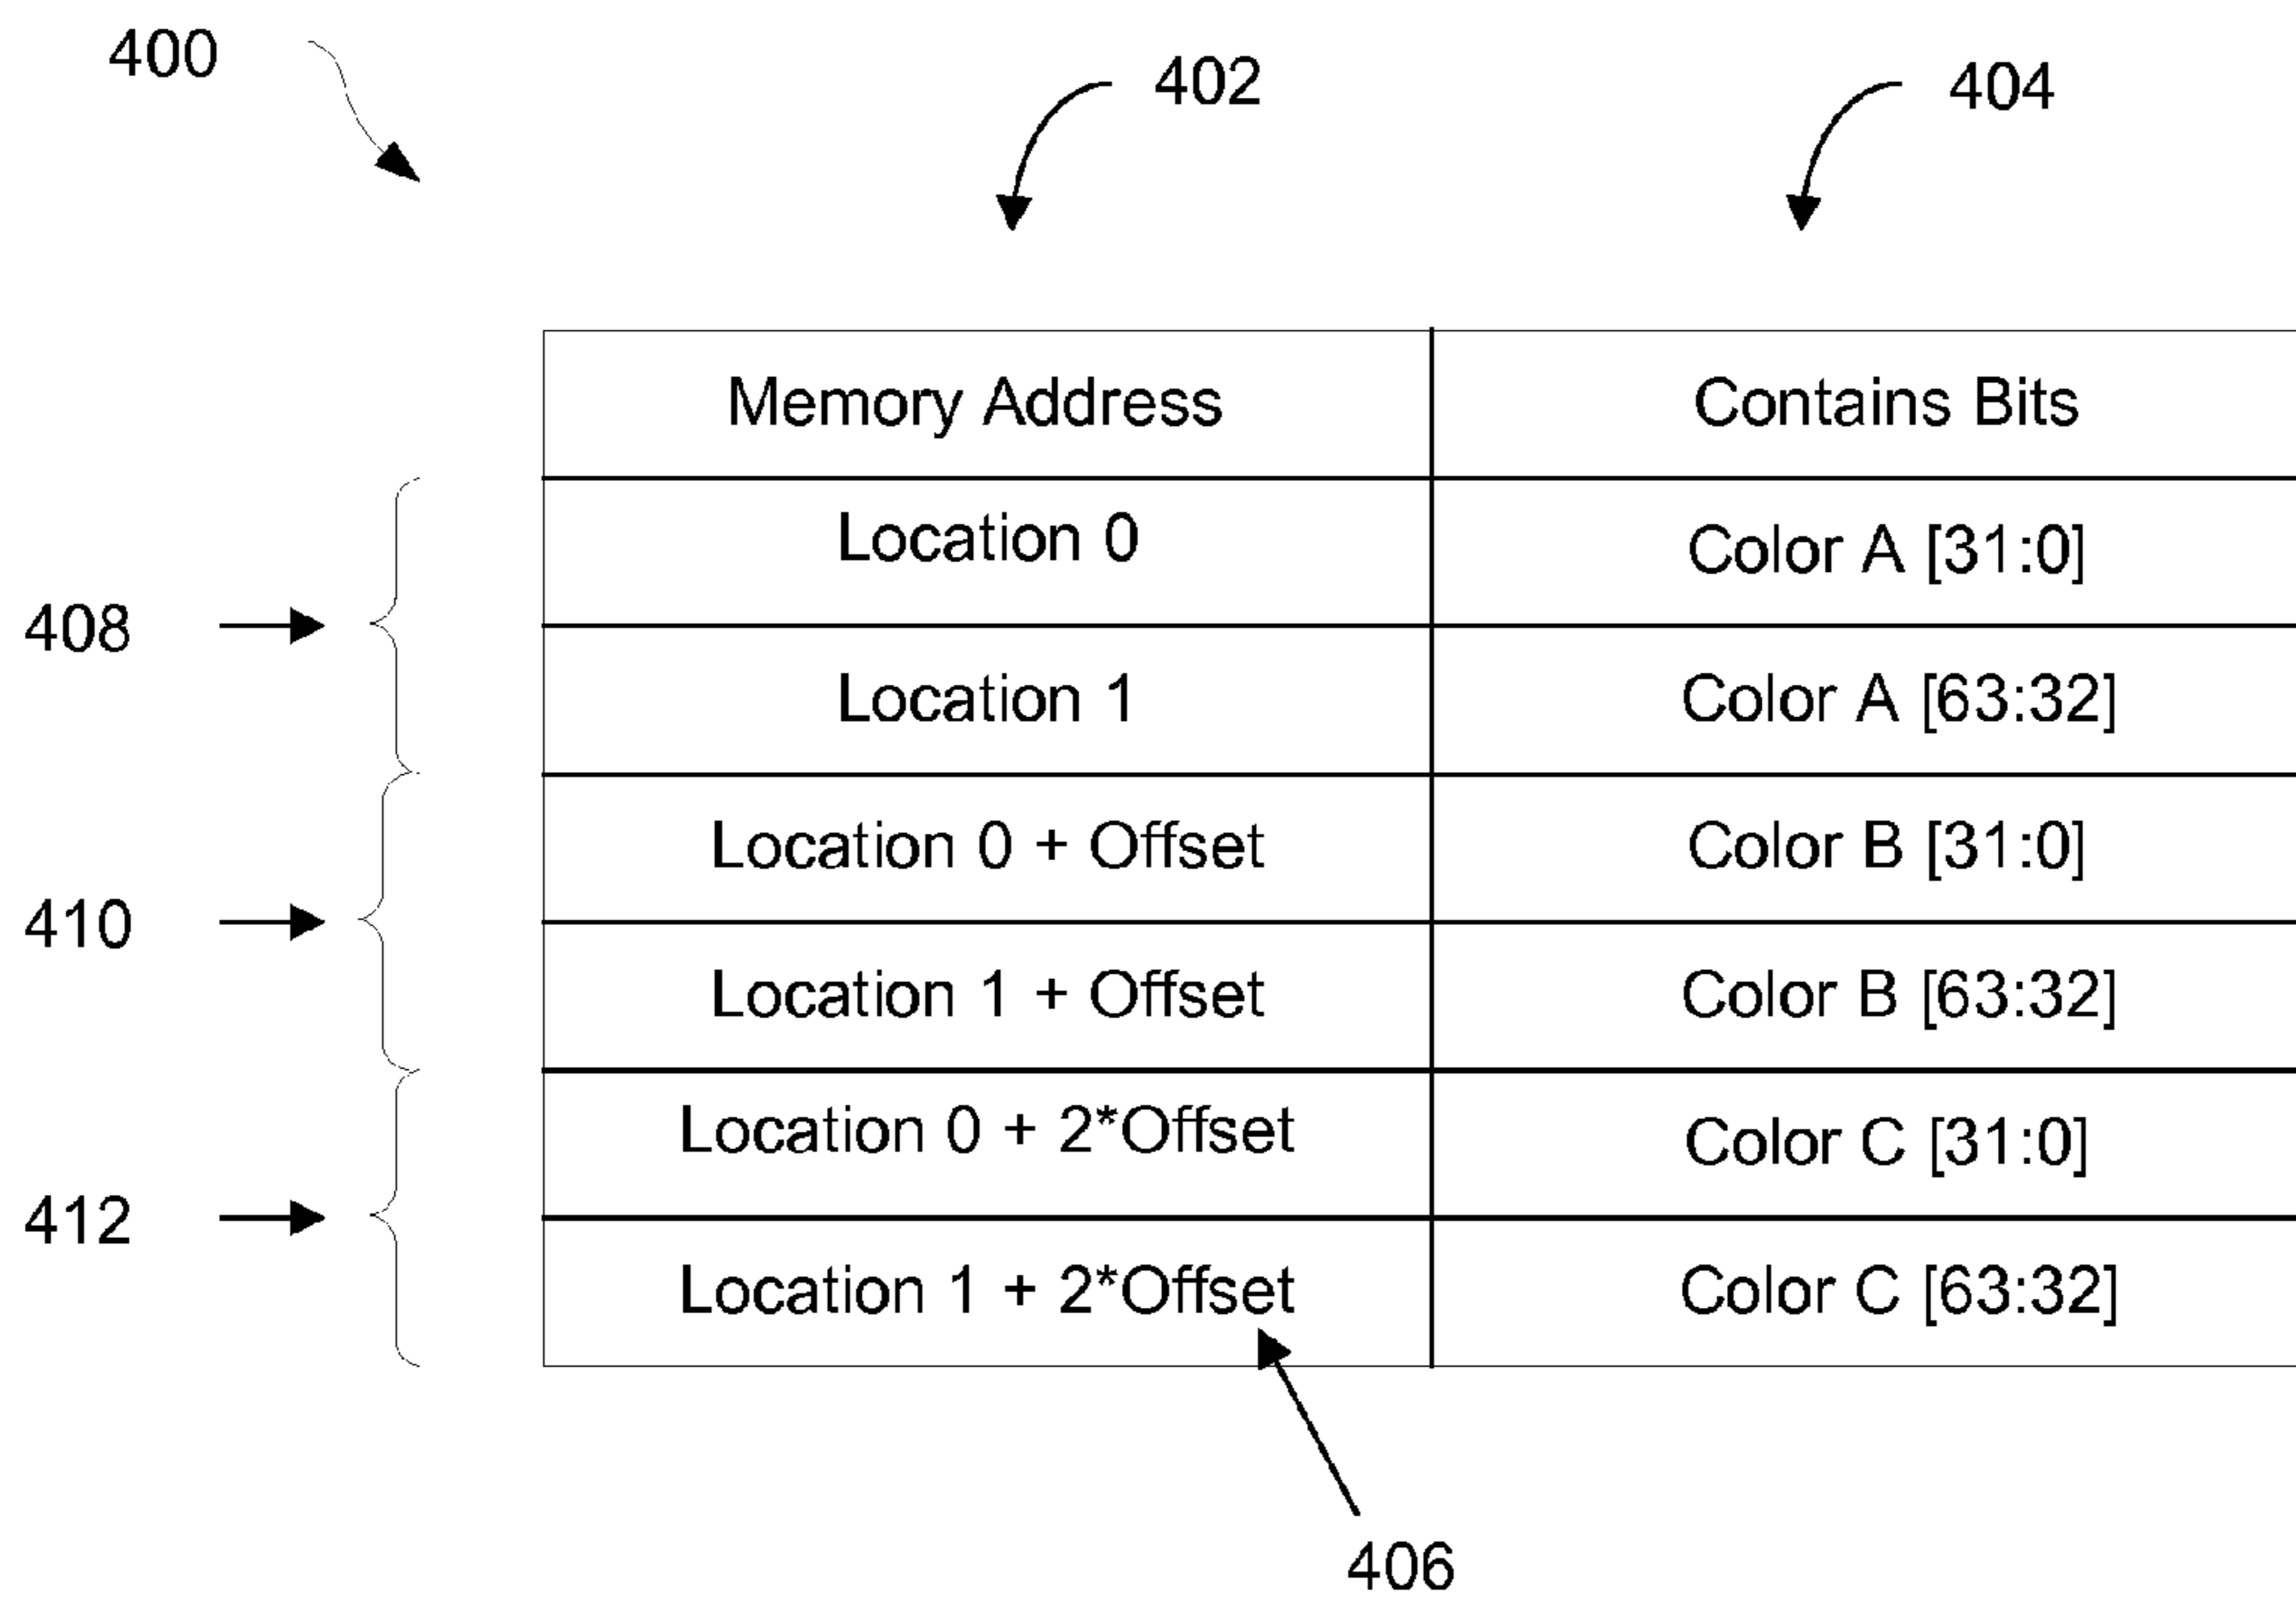 400
402
404
Memory Address Contains Bits
Location 0 Color A [31:0]
408
Location 1 Color A [63:32]
Location 0 + Offset Color B [31:0]
410
Location 1 + Offset Color B [63:32]
Location 0 + 2*Offset Color C [31:0]
412
Location 1 + 2*Offset Color C [63:32]
406